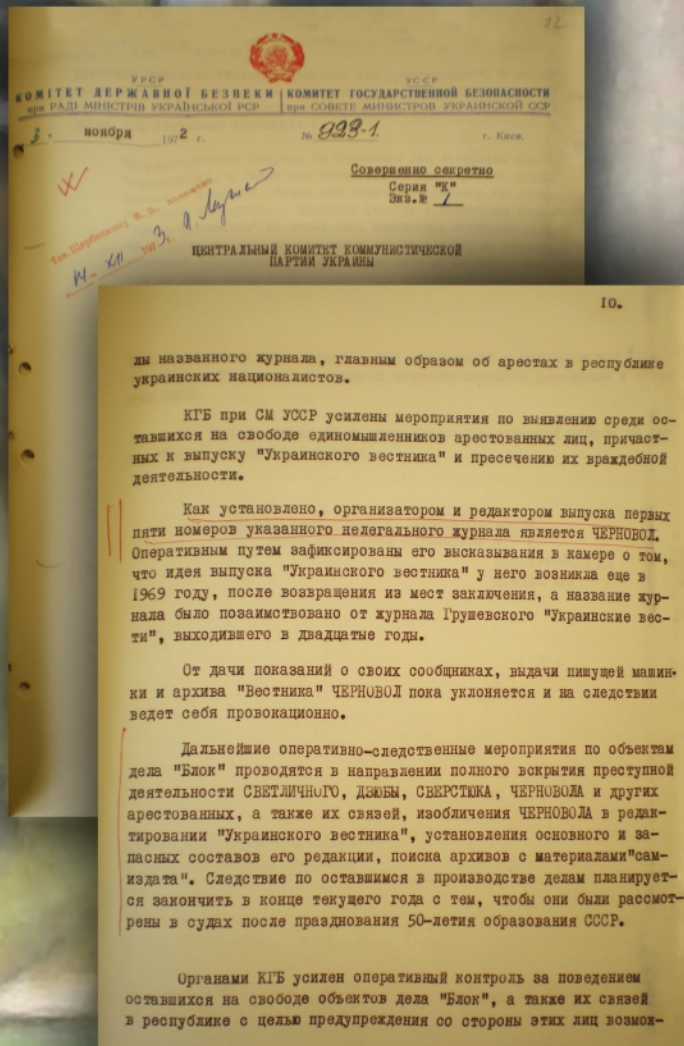 12
УРСР
КОМІТЕТ ДЕРЖАВНОЇ БЕЗПЕКИ
при РАДІ МІНІСТРІВ УКРАЇНСЬКОЇ РСР
УССР
КОМИТЕТ ГОСУДАРСТВЕННОЙ БЕЗОПАСНОСТИ
при СОВЕТЕ МИНИСТРОВ УКРАИНСКОЙ ССР
3. ноября 1972 г.
№ 923-1.
г. Киев.
Совершенно секретно
Серия "К"
Экз.№ 1
Тов. Щербицкому В. В. доложено
14. XII 1973 г.
ЦЕНТРАЛЬНЫЙ КОМИТЕТ КОММУНИСТИЧЕСКОЙ
ПАРТИИ УКРАИНЫ
10.
лы названного журнала, главным образом об арестах в республике
украинских националистов.
КГБ при СМ УССР усилены мероприятия по выявлению среди ос-
тавшихся на свободе единомышленников арестованных лиц, причаст-
ных к выпуску "Украинского вестника" и пресечению их враждебной
деятельности.
Как установлено, организатором и редактором выпуска первых
пяти номеров указанного нелегального журнала является ЧЕРНОВОЛ.
Оперативным путем зафиксированы его высказывания в камере о том,
что идея выпуска "Украинского вестника" у него возникла еще в
1969 году, после возвращения из мест заключения, а название жур-
нала было позаимствовано от журнала Грушевского "Украинские вес-
ти", выходившего в двадцатые годы.
От дачи показаний о своих сообщниках, выдачи пишущей машин-
ки и архива "Вестника" ЧЕРНОВОЛ пока уклоняется и на следствии
ведет себя провокационно.
Дальнейшие оперативно-следственные мероприятия по объектам
дела "Блок" проводятся в направлении полного вскрытия преступной
деятельности СВЕТЛИЧНОГО, ДЗЮБЫ, СВЕРСТЮКА, ЧЕРНОВОЛА и других
арестованных, а также их связей, изобличения ЧЕРНОВОЛА в редак-
тировании "Украинского вестника", установления основного и за-
пасных составов его редакции, поиска архивов с материалами"сам-
издата". Следствие по оставшимся в производстве делам планирует-
ся закончить в конце текущего года с тем, чтобы они были рассмот-
рены в судах после празднования 50-летия образования СССР.
Органами КГБ усилен оперативный контроль за поведением
оставшихся на свободе объектов дела "Блок", а также их связей
в республике с целью предупреждения со стороны этих лиц возмож-